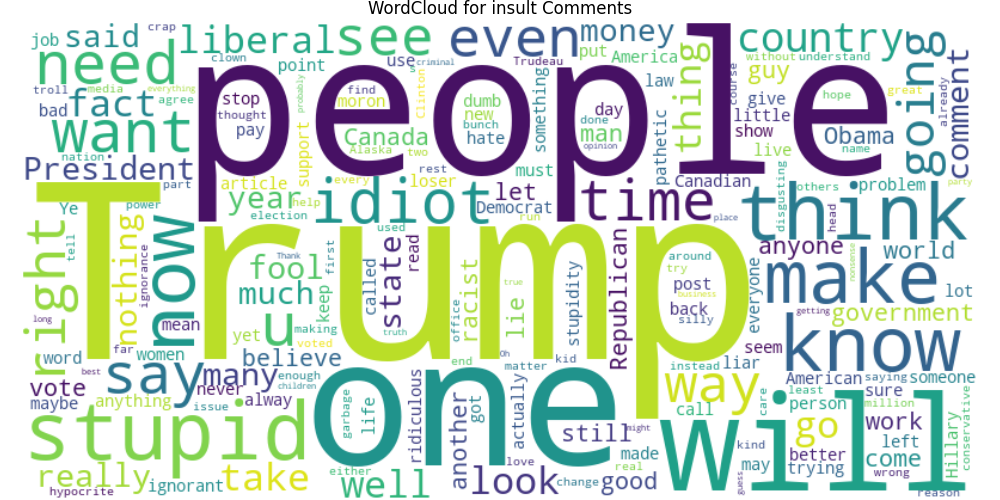 WordCloud for insult Comments
job
said
crap
liberal
see
even
money
country
going
clown
point
use
s
criminal
Trudeau
put
America
without
understand
need
troll
media
everything
agree
probably
find
moron
Clinton
dumb
new
something
day
law
thing
course
guy
give
hope
great
already
comment
bad
fact
stop
thought
pay
support
bunch
hate
done
man
opinion
pathetic
little
show
Obama
name
want
people
Canada
Alaska
two
live
nation
President
article
every
loser
rest
must
Canadian
others
problem
party
part
year
help
idiot
let
Democrat
time
disgusting
head
think
Ye
power
election
used
run
place
right
tell
nothing
ignorance
now
Trump
Thank
first
state
read
anyone
world
fool
keep
called
office
racist
true
lie
stupidity
Republican
around
try
post
business
back
silly
everyone
make
nonsense
lot
much
u
long
mean
yet
making
truth
getting
government
far
women
voted
believe
end
Oh
kid
matter
instead
liar
seem
know
word
best
say
many
enough
children
one
will
way
American
saying
someone
vote
never
alway
maybe
anything
issue
garbage
life
ridiculous
another
got
actually
still
might
call
care
least
million
sure
person
go
work
Hillary
conservative
stupid
made
kind
better
left
really
take
well
either
love
look
change
real
good
guess
may
trying
come
wrong
hypocrite
ignorant
reason